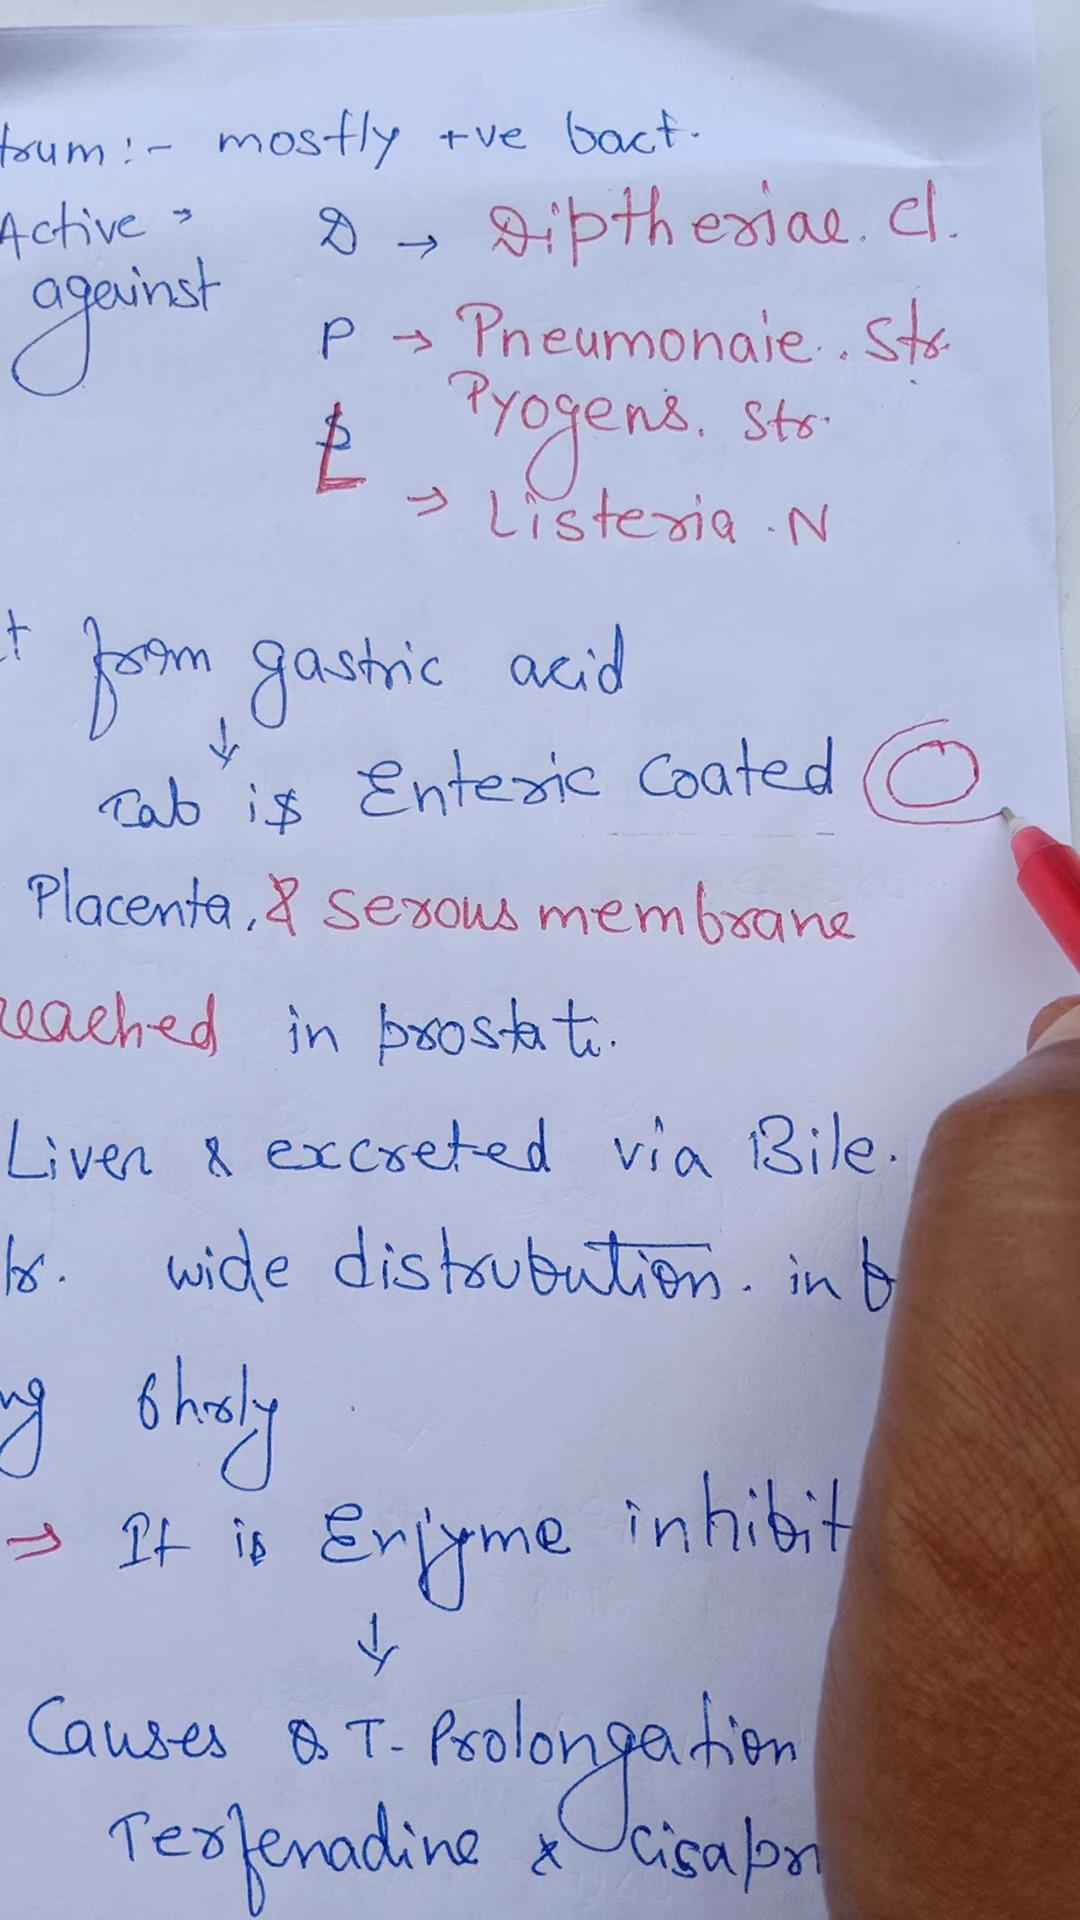 trum :- mostly +ve bact.
Active
against
D → Diptheriae. Cl.
P → Pneumonaie. Str.
Pyogens. Str.
L → Listeria. N
from gastric acid
↓
Tab is Enteric Coated
Placenta, & serous membrane
reached in prostate.
Liver & excreted via Bile.
wide distrubution. in
6hrly
⇒ It is Enzyme inhibit
↓
Causes QT- Prolongation
Terfenadine & Cisapr